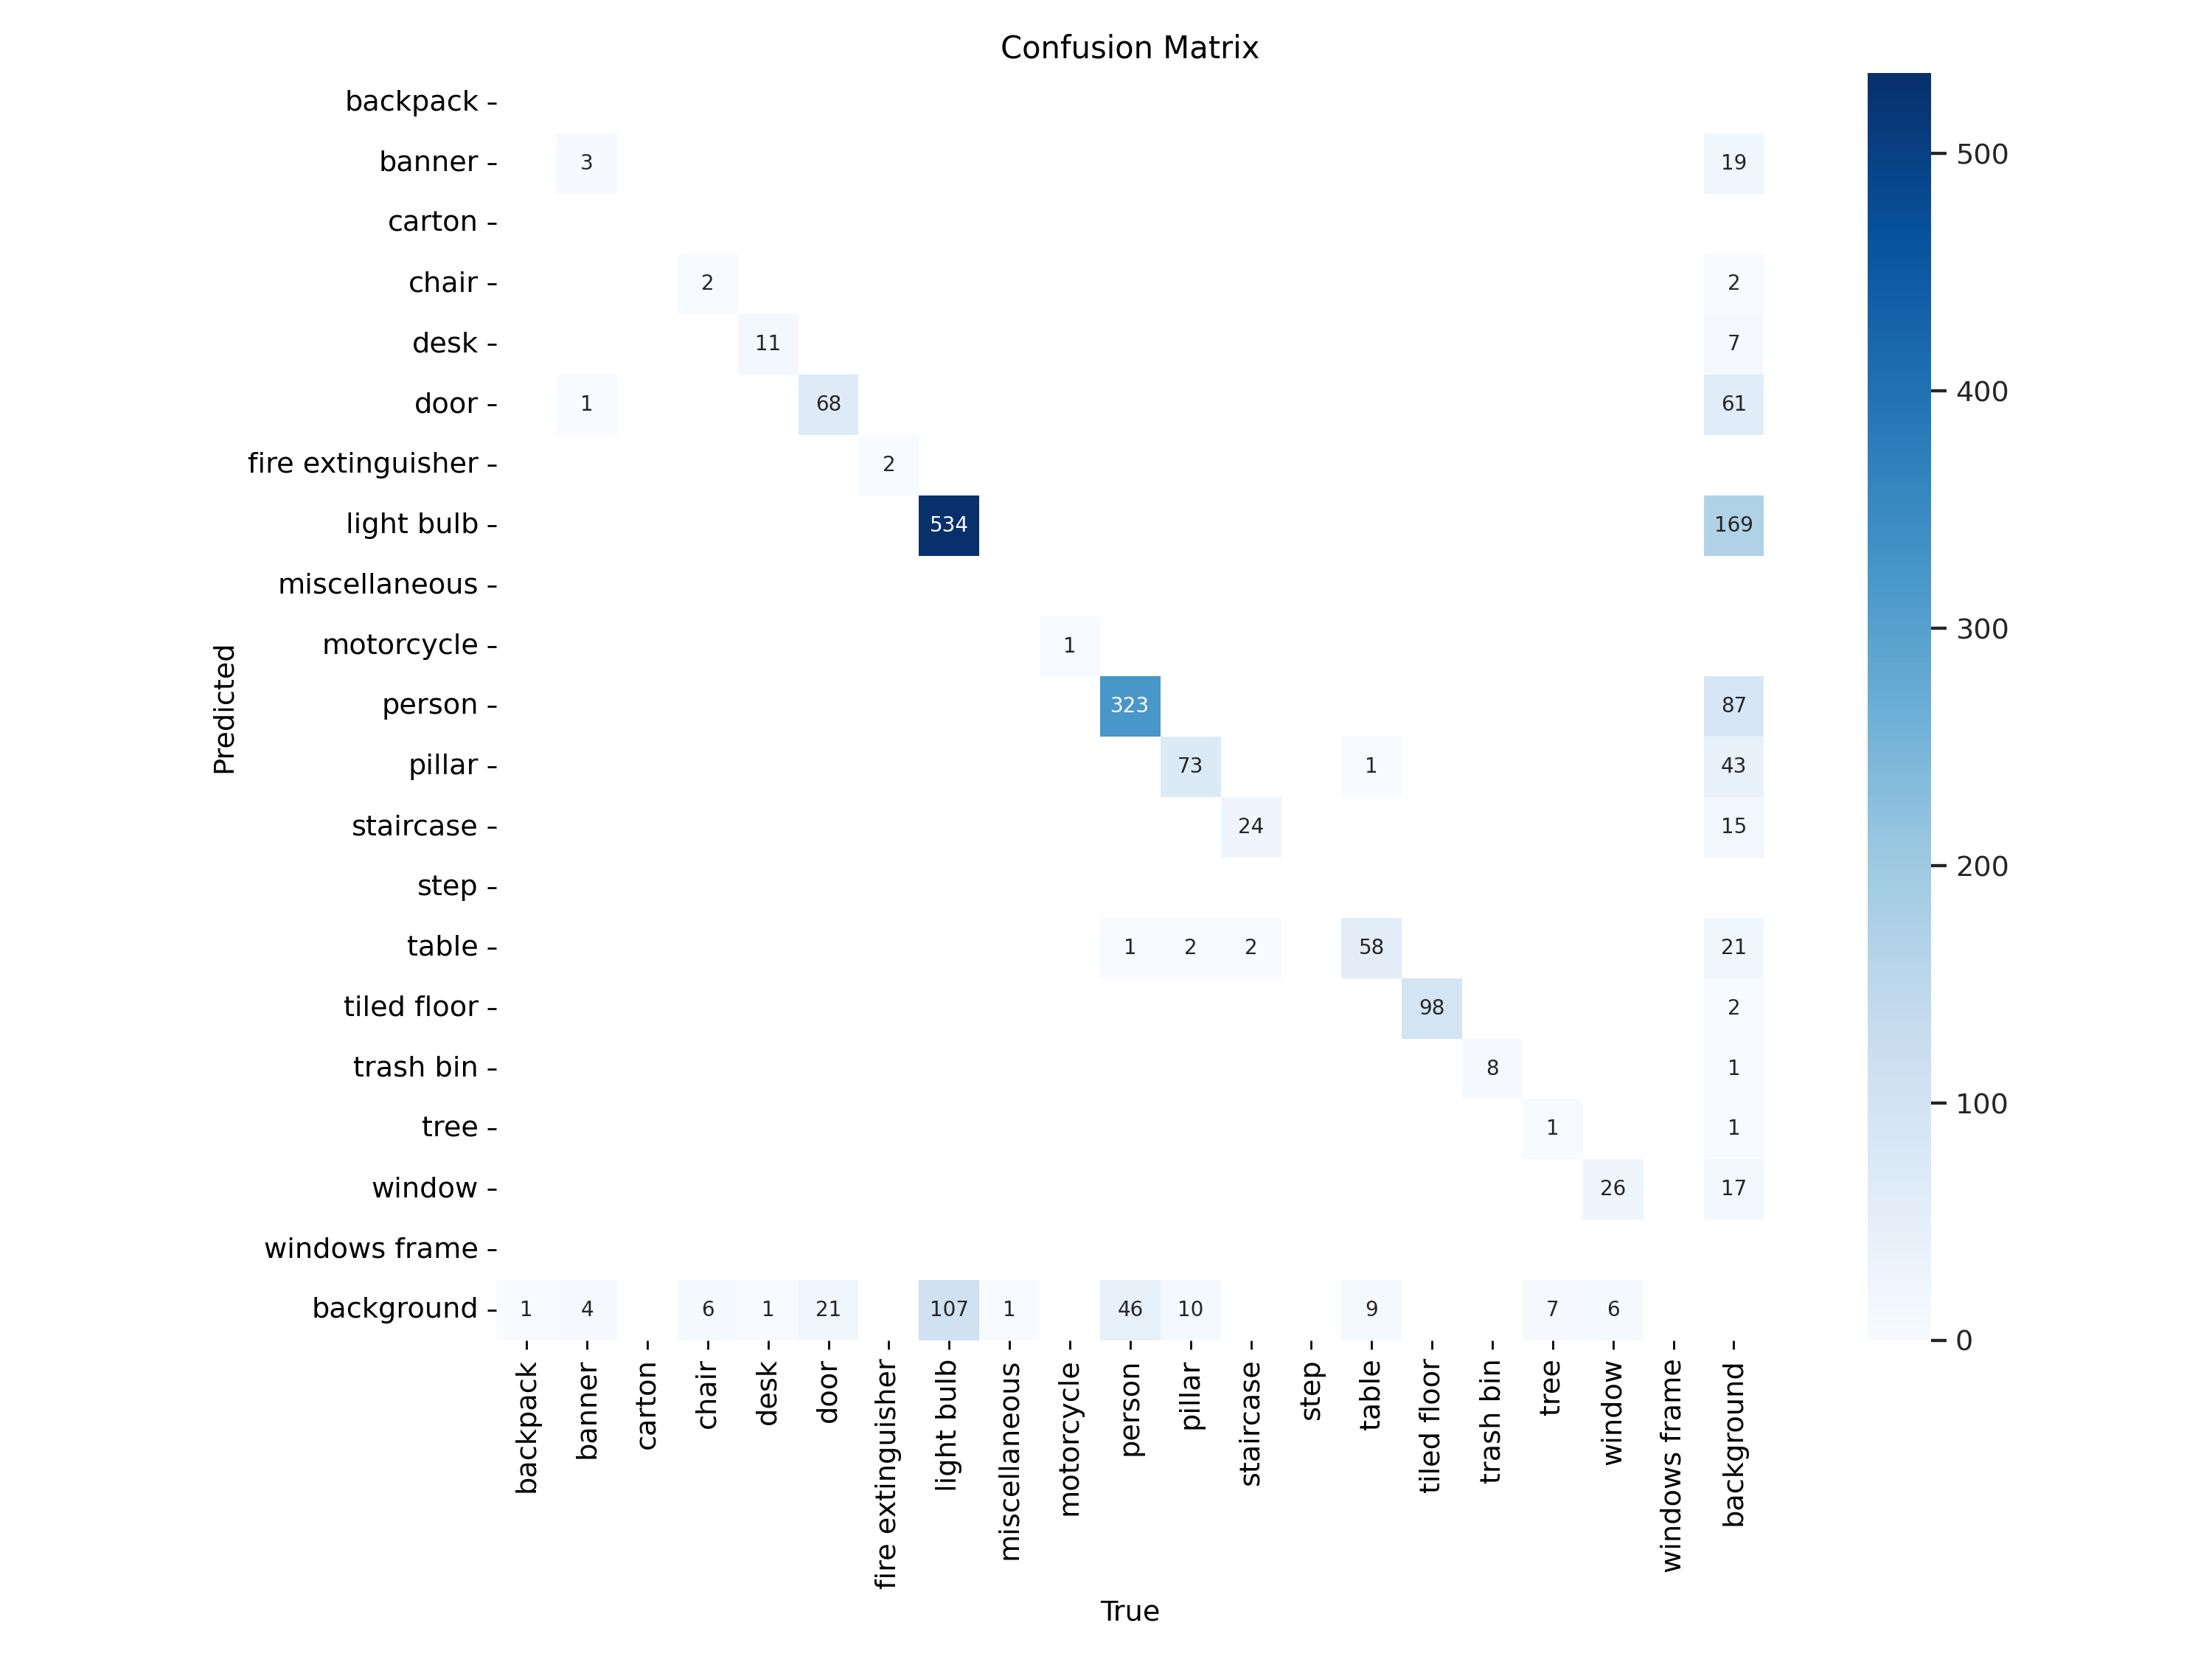 Confusion Matrix
backpack
banner 3 19
carton
chair 2 2
desk 11 7
door 1 68 61
fire extinguisher 2
light bulb 534 169
miscellaneous
motorcycle 1
person 323 87
pillar 73 1 43
staircase 24 15
step
table 1 2 2 58 21
tiled floor 98 2
trash bin 8 1
tree 1 1
window 26 17
windows frame
background 1 4 6 1 21 107 1 46 10 9 7 6
Predicted
backpack
banner
carton
chair
desk
door
fire extinguisher
light bulb
miscellaneous
motorcycle
person
pillar
staircase
step
table
tiled floor
trash bin
tree
window
windows frame
background
True
500
400
300
200
100
0